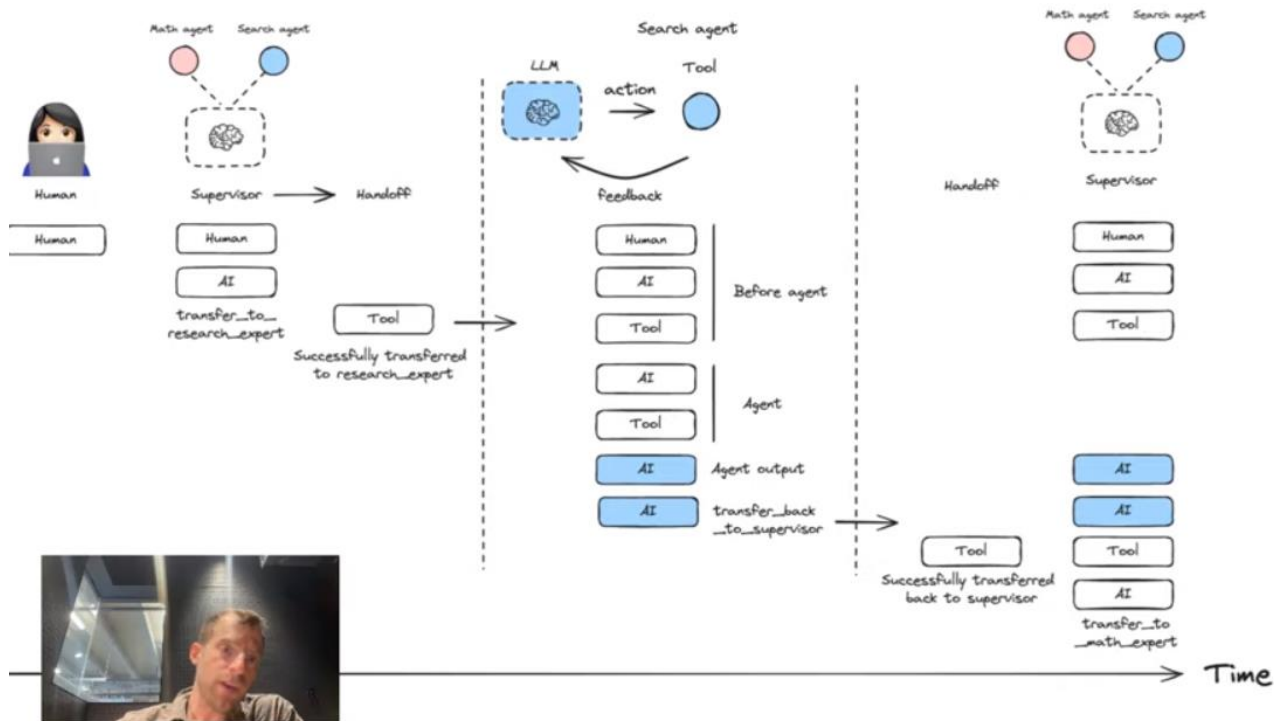 Math agent
Search agent
Human
Supervisor
Handoff
Human
Human
AI
transfer_to_
research_expert
Tool
Successfully transferred
to research_expert
Search agent
LLM
Tool
action
feedback
Human
AI
Tool
Before agent
AI
Tool
Agent
AI
Agent output
AI
transfer_back
_to_supervisor
Handoff
Tool
Successfully transferred
back to supervisor
Math agent
Search agent
Supervisor
Human
AI
Tool
AI
AI
Tool
AI
transfer_to
_math_expert
Time